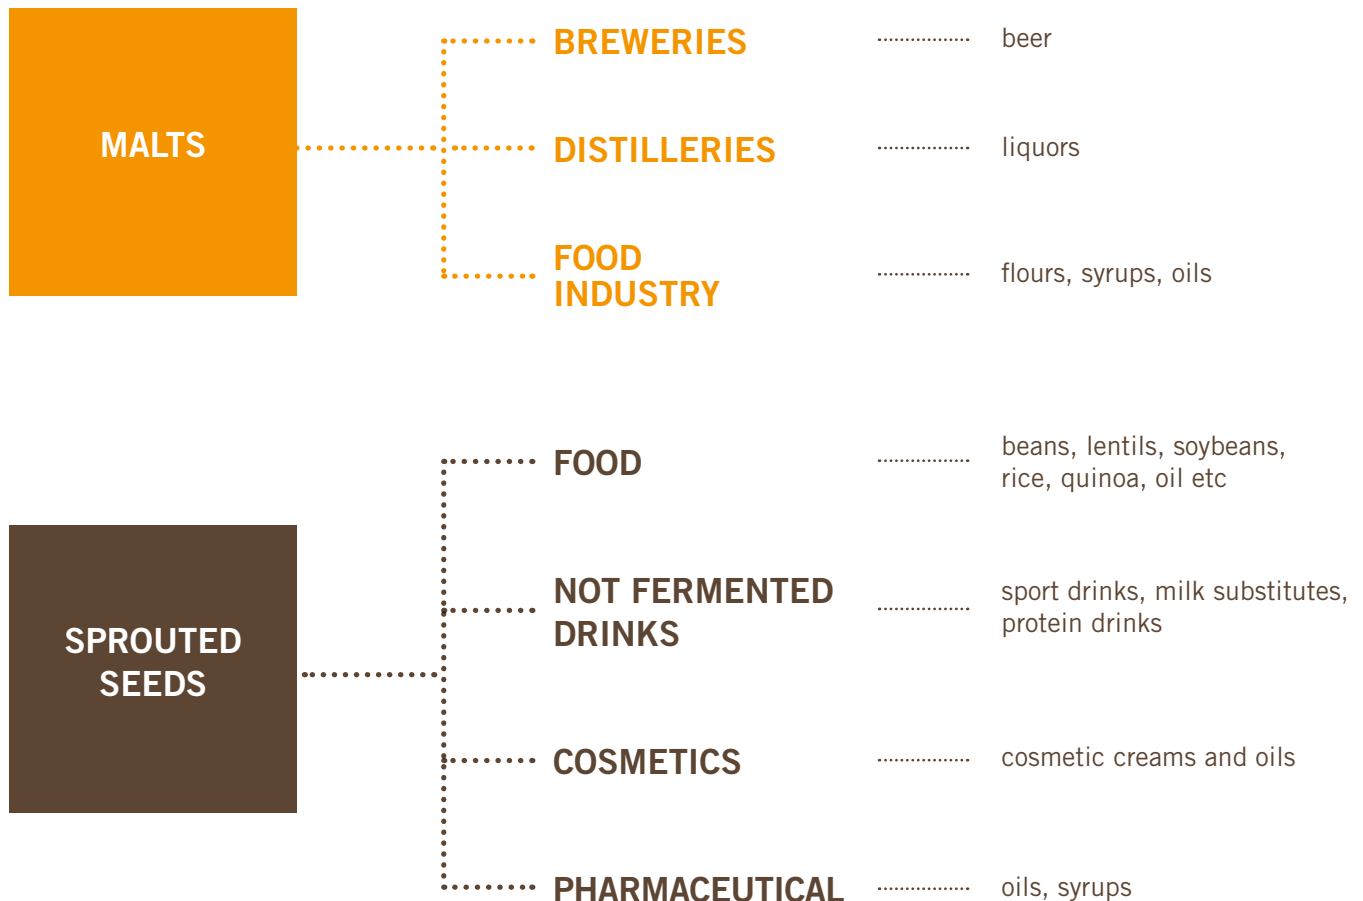 MALTS
BREWERIES
beer
DISTILLERIES
liquors
FOOD
INDUSTRY
flours, syrups, oils
SPROUTED
SEEDS
FOOD
beans, lentils, soybeans,
rice, quinoa, oil etc
NOT FERMENTED
DRINKS
sport drinks, milk substitutes,
protein drinks
COSMETICS
cosmetic creams and oils
PHARMACEUTICAL
oils, syrups